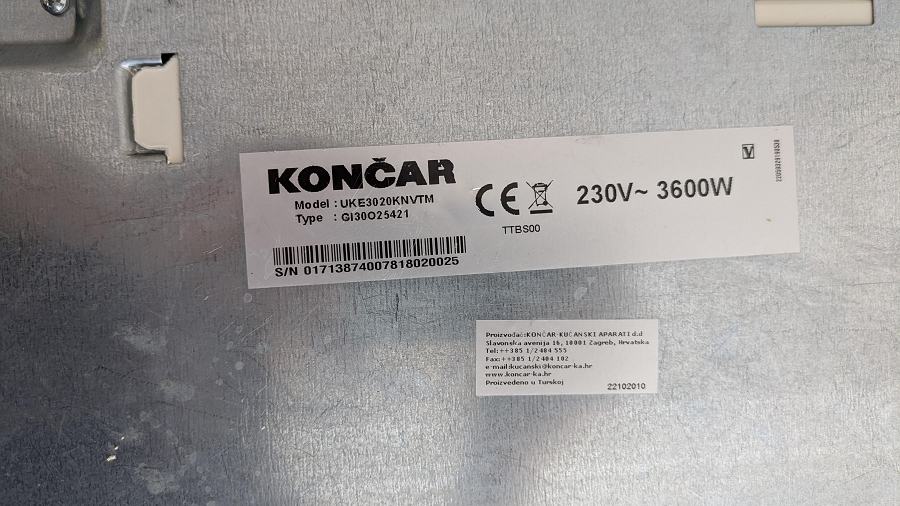 KONČAR
Model : UKE3020KNVTM
Type : GI30O25421
S/N 01713874007818020025
CE
TTBS00
230V~ 3600W
V
Proizvođač:KONČAR-KUĆANSKI APARATI d.d
Slavonska avenija 16, 10001 Zagreb, Hrvatska
Tel:++385 1/2484 555
Fax:++385 1/2404 102
e-mail:kucanski@koncar-ka.hr
www.koncar-ka.hr
Proizvedeno u Turskoj
22102010